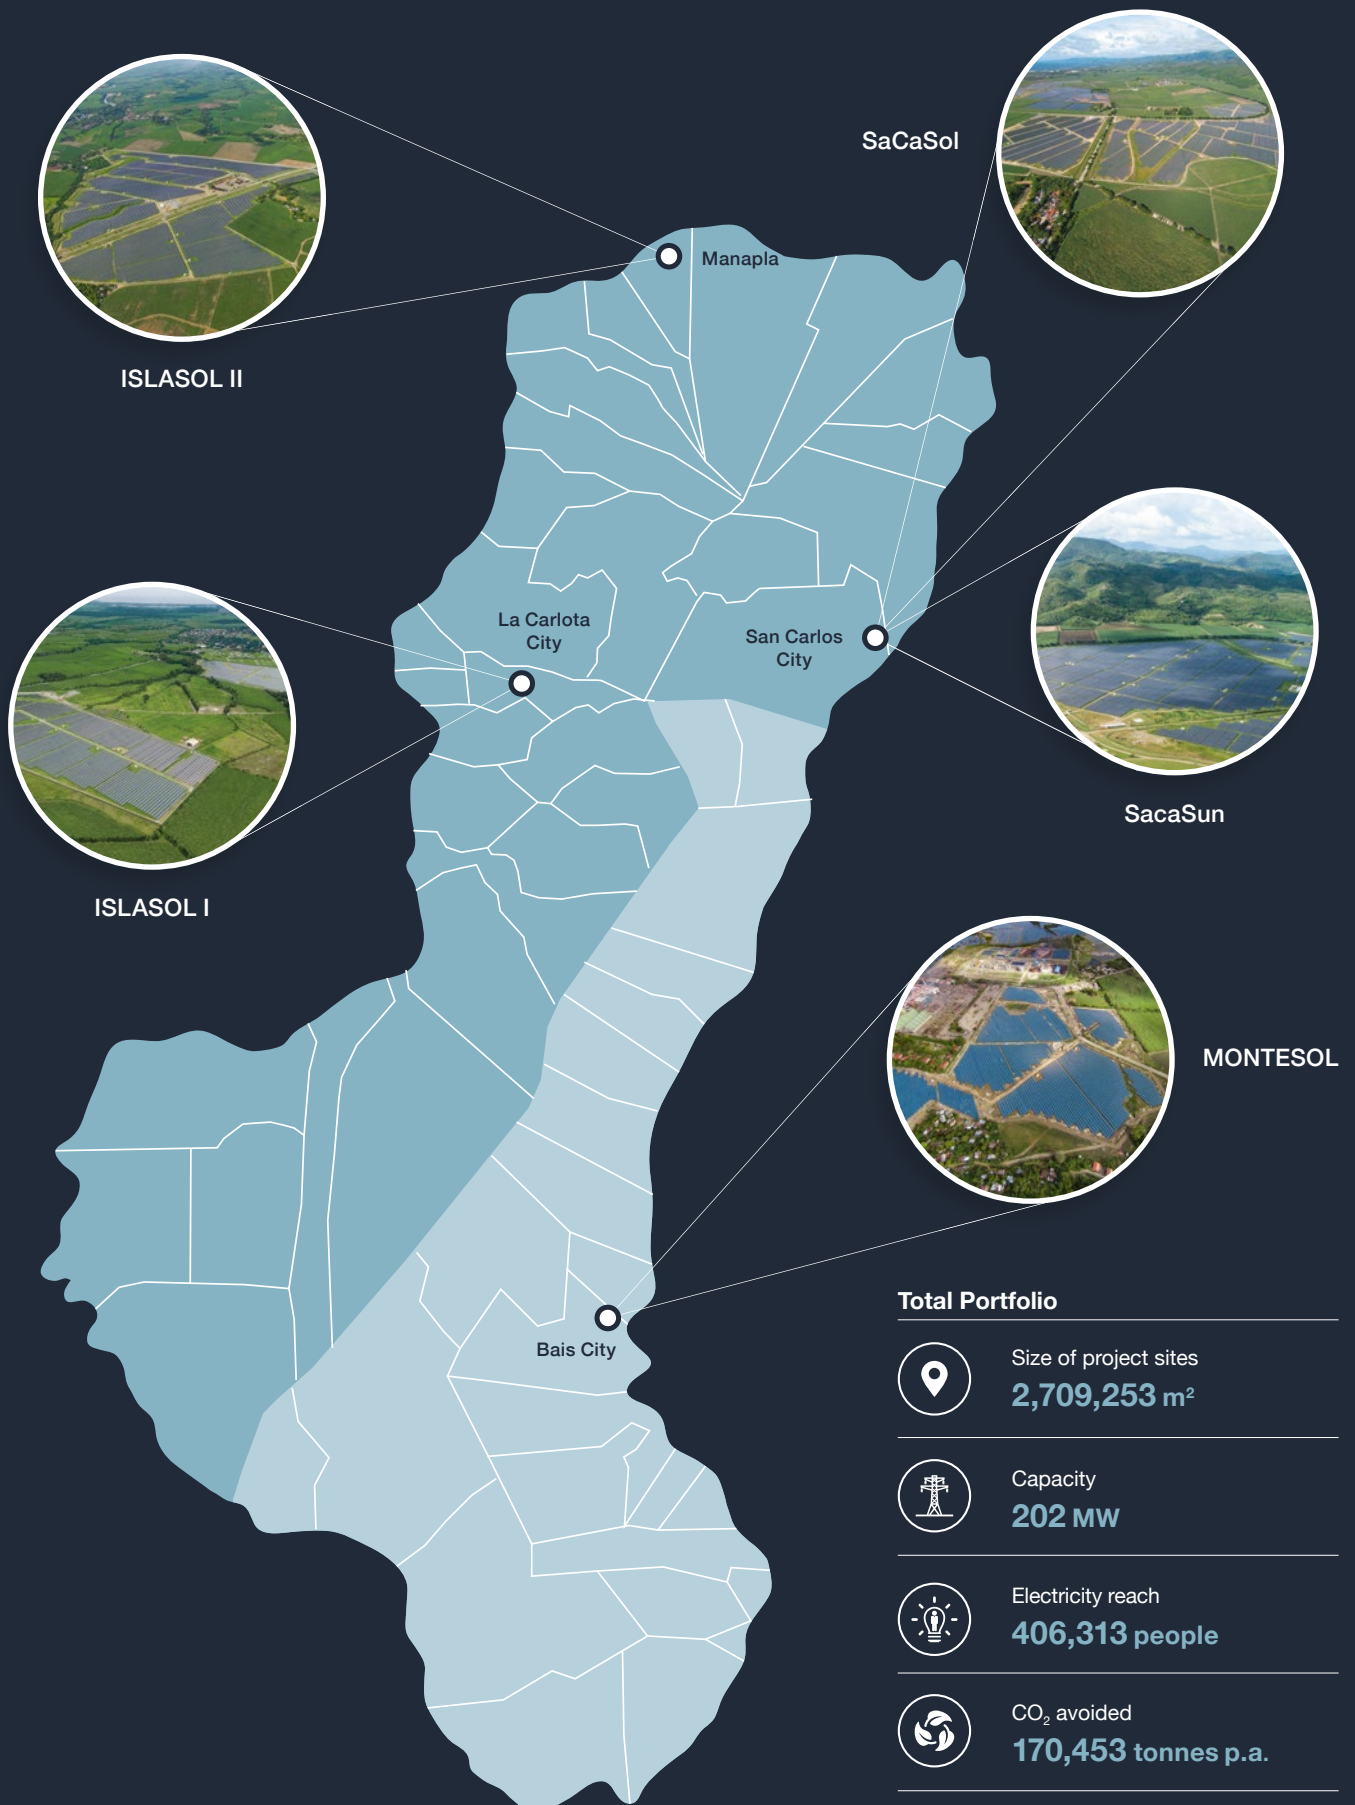 SaCaSol
Manapla
ISLASOL II
La Carlota
City
San Carlos
City
SacaSun
ISLASOL I
MONTESOL
Bais City
Total Portfolio
Size of project sites
2,709,253 m²
Capacity
202 MW
Electricity reach
406,313 people
CO₂ avoided
170,453 tonnes p.a.